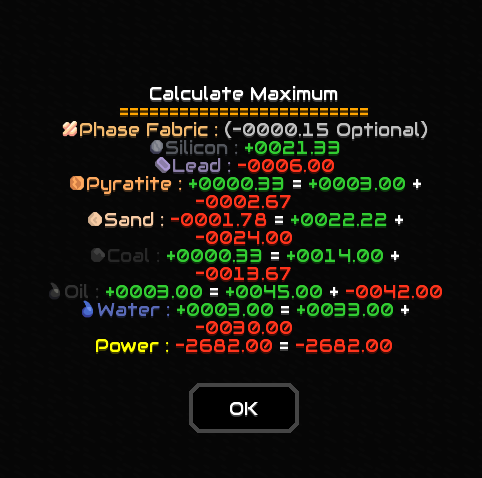 Calculate Maximum
=========================
Phase Fabric : (-0000.15 Optional)
Silicon : +0021.33
Lead : -0006.00
Pyratite : +0000.33 = +0003.00 +
-0002.67
Sand : -0001.78 = +0022.22 +
-0024.00
Coal : +0000.33 = +0014.00 +
-0013.67
Oil : +0003.00 = +0045.00 + -0042.00
Water : +0003.00 = +0033.00 +
-0030.00
Power : -2682.00 = -2682.00
OK